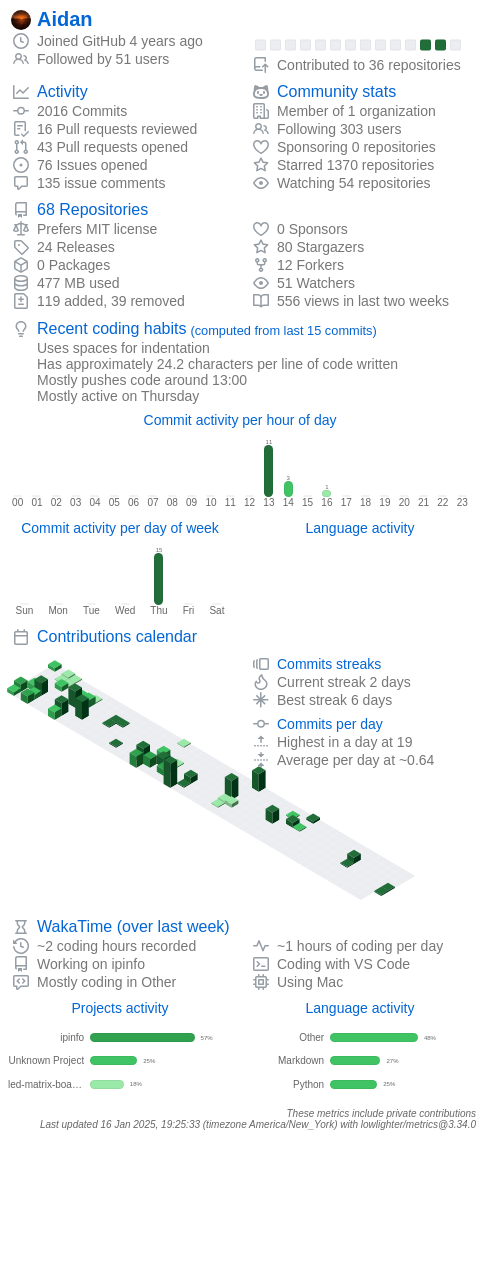 Aidan
Joined GitHub 4 years ago
Followed by 51 users
Contributed to 36 repositories
Activity
2016 Commits
16 Pull requests reviewed
43 Pull requests opened
76 Issues opened
135 issue comments
Community stats
Member of 1 organization
Following 303 users
Sponsoring 0 repositories
Starred 1370 repositories
Watching 54 repositories
68 Repositories
Prefers MIT license
24 Releases
0 Packages
477 MB used
119 added, 39 removed
0 Sponsors
80 Stargazers
12 Forkers
51 Watchers
556 views in last two weeks
Recent coding habits (computed from last 15 commits)
Uses spaces for indentation
Has approximately 24.2 characters per line of code written
Mostly pushes code around 13:00
Mostly active on Thursday
Commit activity per hour of day
11 3 1
00 01 02 03 04 05 06 07 08 09 10 11 12 13 14 15 16 17 18 19 20 21 22 23
Commit activity per day of week
15
Sun Mon Tue Wed Thu Fri Sat
Language activity
Contributions calendar
Commits streaks
Current streak 2 days
Best streak 6 days
Commits per day
Highest in a day at 19
Average per day at ~0.64
WakaTime (over last week)
~2 coding hours recorded
Working on ipinfo
Mostly coding in Other
~1 hours of coding per day
Coding with VS Code
Using Mac
Projects activity
ipinfo 57%
Unknown Project 25%
led-matrix-boa… 18%
Language activity
Other 48%
Markdown 27%
Python 25%
These metrics include private contributions
Last updated 16 Jan 2025, 19:25:33 (timezone America/New_York) with lowlighter/metrics@3.34.0